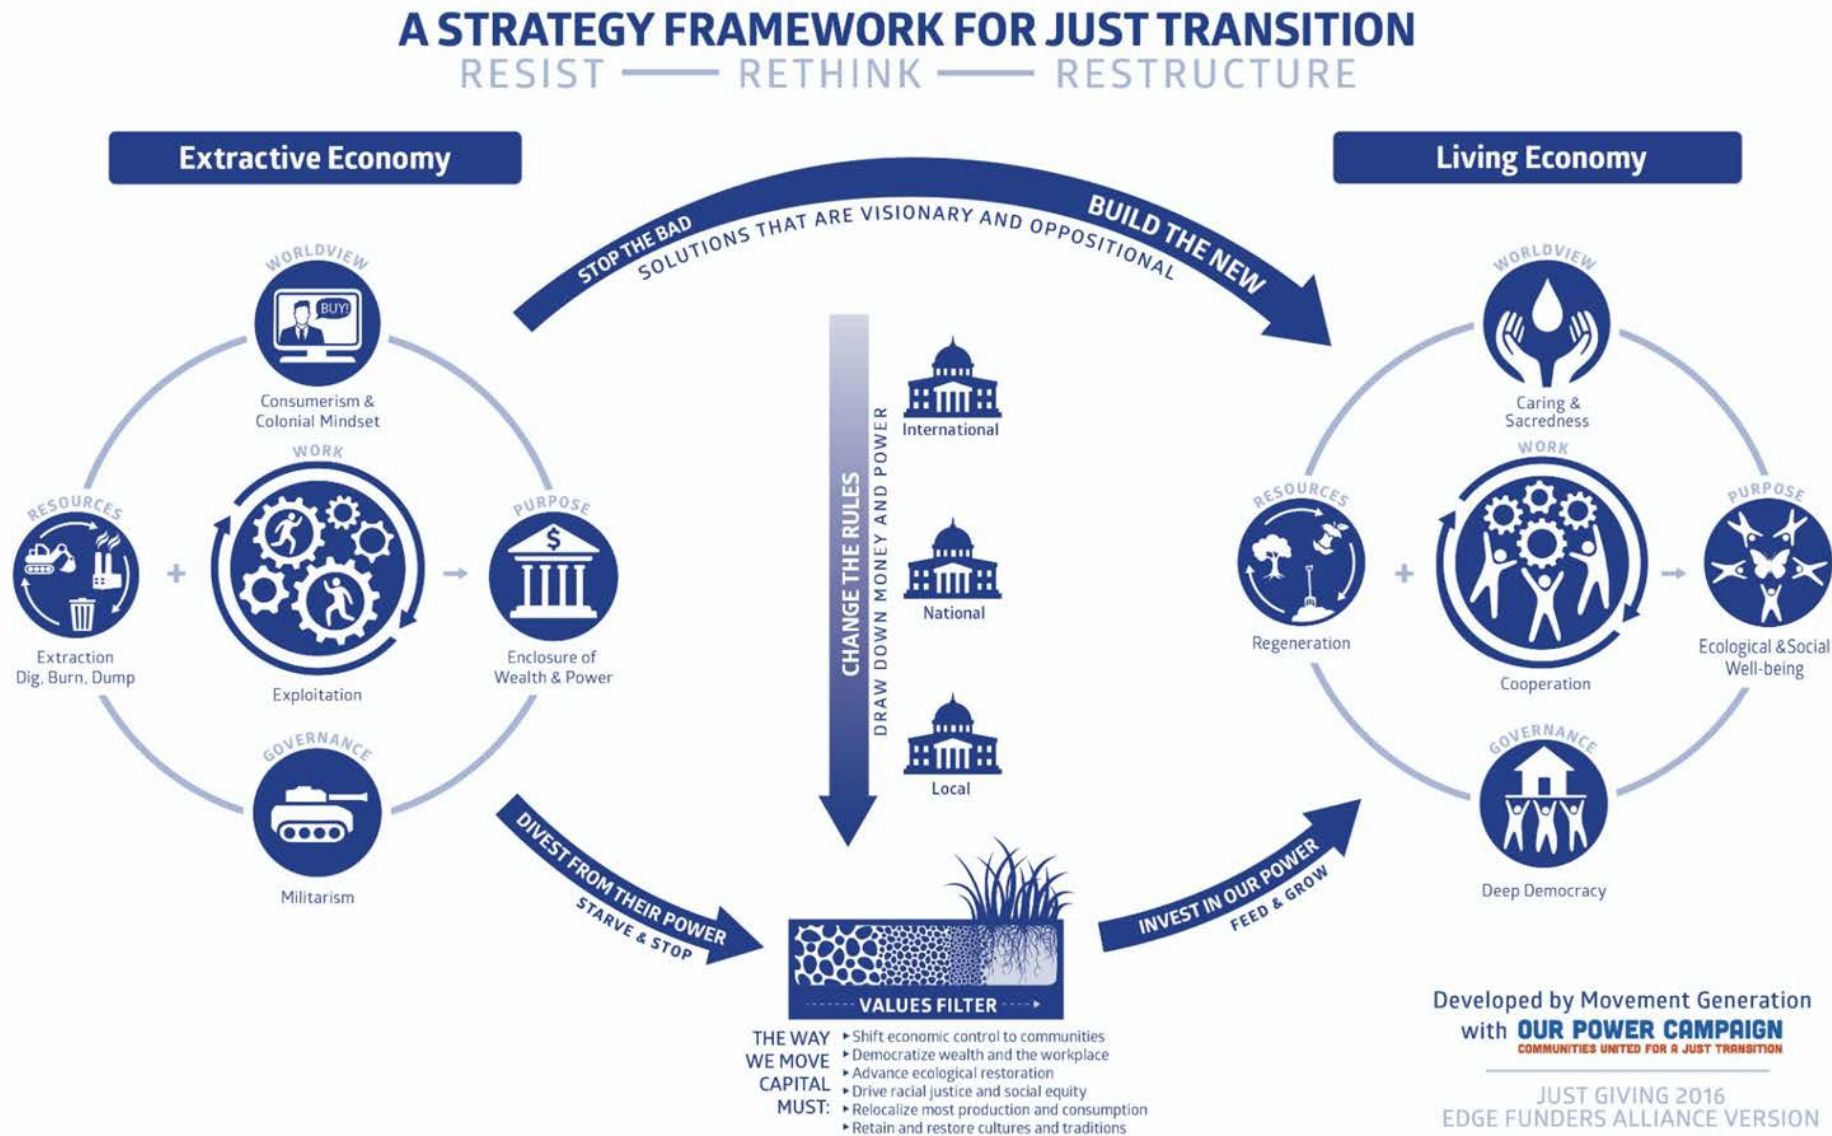 A STRATEGY FRAMEWORK FOR JUST TRANSITION
RESIST — RETHINK — RESTRUCTURE
Extractive Economy
WORLDVIEW
BUY!
Consumerism &
Colonial Mindset
WORK
RESOURCES
PURPOSE
$
+
Extraction
Dig, Burn, Dump
Exploitation
Enclosure of
Wealth & Power
GOVERNANCE
Militarism
STOP THE BAD
BUILD THE NEW
SOLUTIONS THAT ARE VISIONARY AND OPPOSITIONAL
CHANGE THE RULES
DRAW DOWN MONEY AND POWER
International
National
Local
DIVEST FROM THEIR POWER
STARVE & STOP
INVEST IN OUR POWER
FEED & GROW
VALUES FILTER
THE WAY
WE MOVE
CAPITAL
MUST:
Shift economic control to communities
Democratize wealth and the workplace
Advance ecological restoration
Drive racial justice and social equity
Relocalize most production and consumption
Retain and restore cultures and traditions
Living Economy
WORLDVIEW
Caring &
Sacredness
WORK
RESOURCES
PURPOSE
+
Regeneration
Cooperation
Ecological & Social
Well-being
GOVERNANCE
Deep Democracy
Developed by Movement Generation
with OUR POWER CAMPAIGN
COMMUNITIES UNITED FOR A JUST TRANSITION
JUST GIVING 2016
EDGE FUNDERS ALLIANCE VERSION